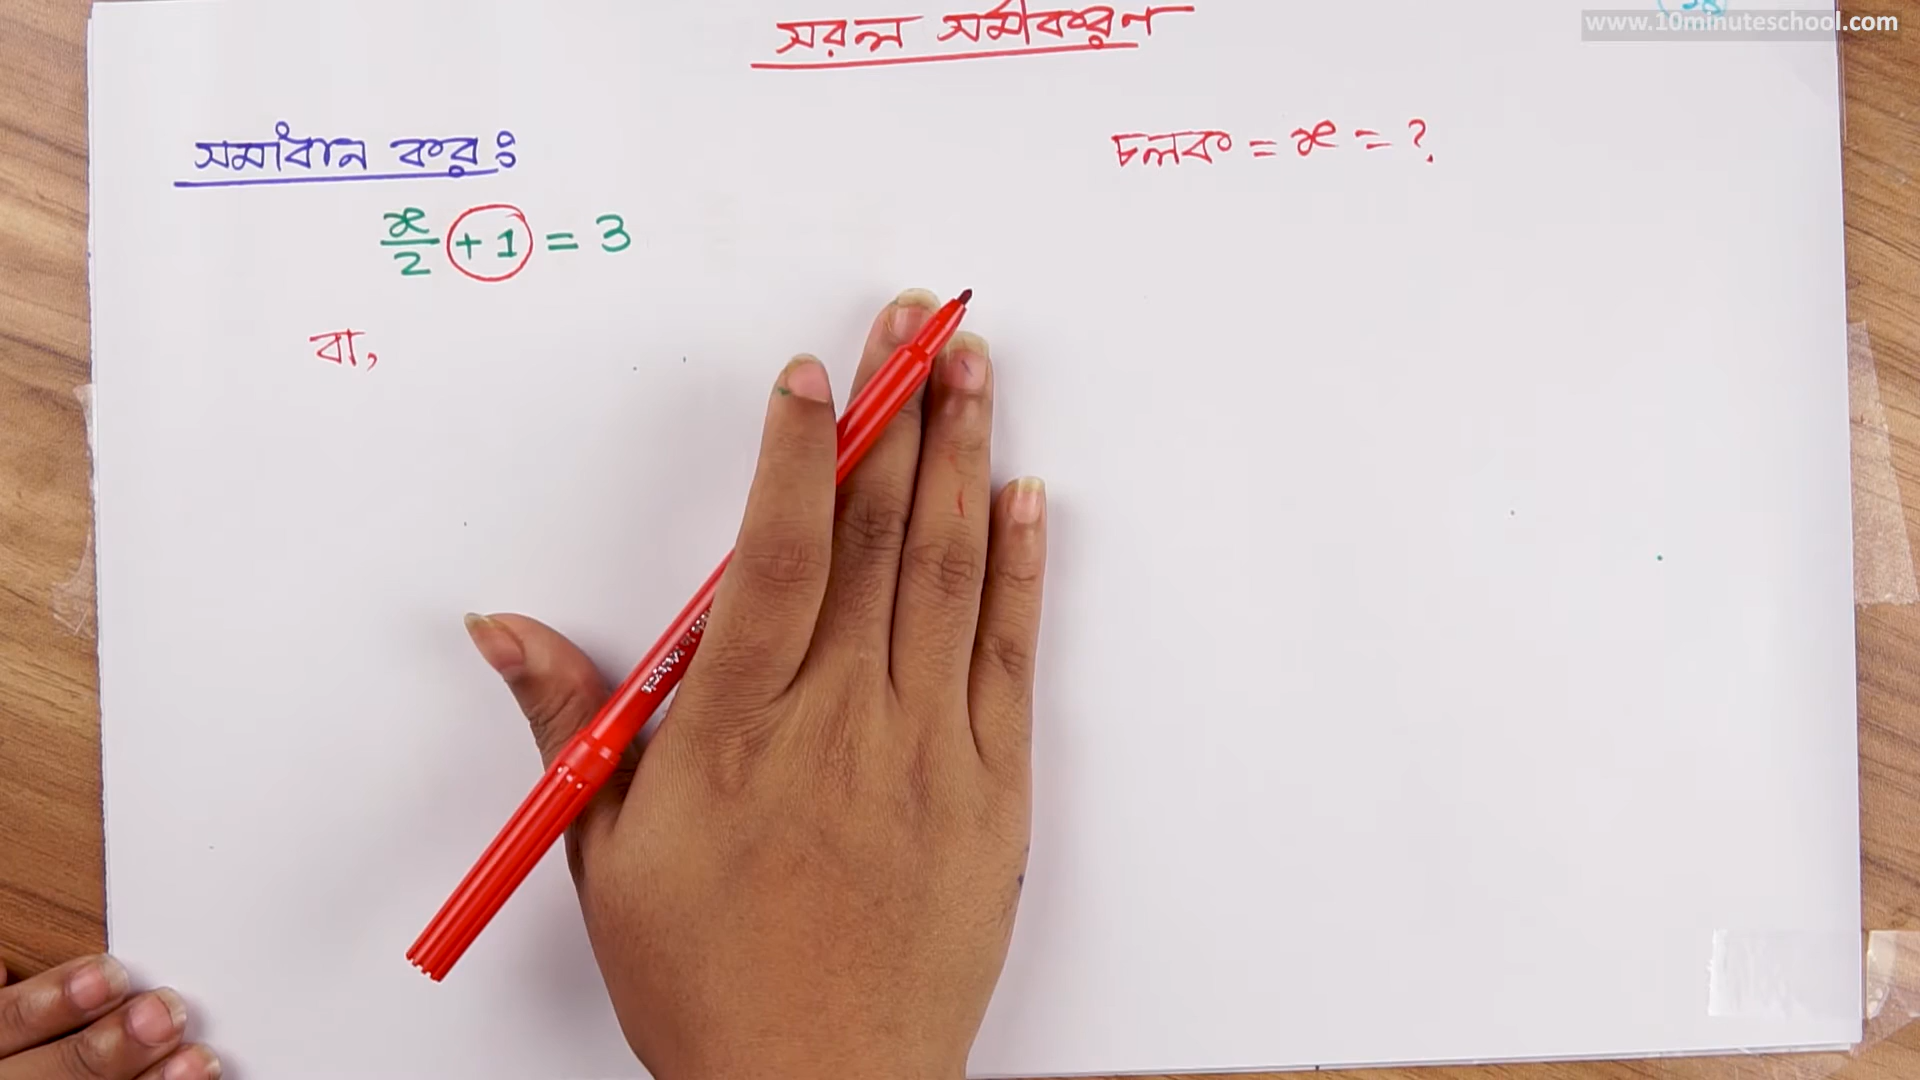 www.10minuteschool.com
সরল সমীকরণ
সমাধান করঃ
চলক = x = ?
x/2 + 1 = 3
বা,